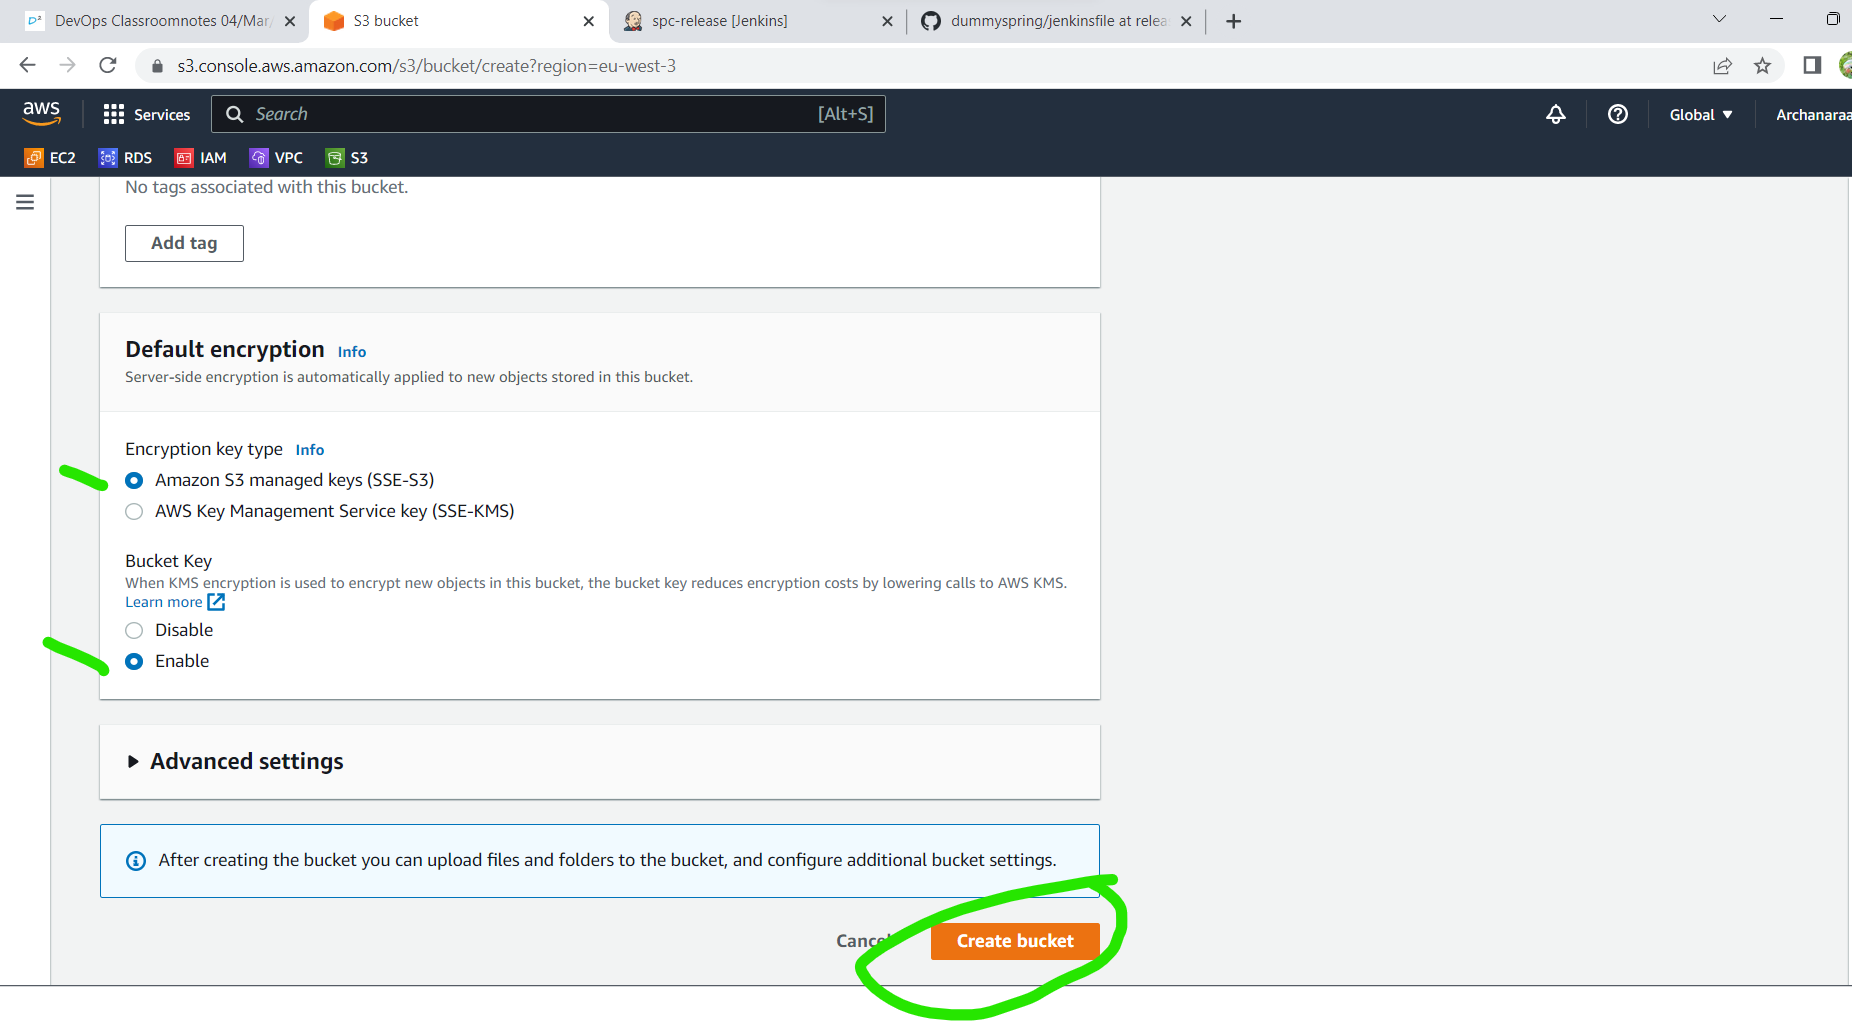 DevOps Classroomnotes 04/Mar/
S3 bucket
spc-release [Jenkins]
dummyspring/jenkinsfile at relea
s3.console.aws.amazon.com/s3/bucket/create?region=eu-west-3
aws
Services
Search
[Alt+S]
Global
Archanaraa
EC2
RDS
IAM
VPC
S3
No tags associated with this bucket.
Add tag
Default encryption Info
Server-side encryption is automatically applied to new objects stored in this bucket.
Encryption key type Info
Amazon S3 managed keys (SSE-S3)
AWS Key Management Service key (SSE-KMS)
Bucket Key
When KMS encryption is used to encrypt new objects in this bucket, the bucket key reduces encryption costs by lowering calls to AWS KMS.
Learn more
Disable
Enable
Advanced settings
After creating the bucket you can upload files and folders to the bucket, and configure additional bucket settings.
Cancel
Create bucket